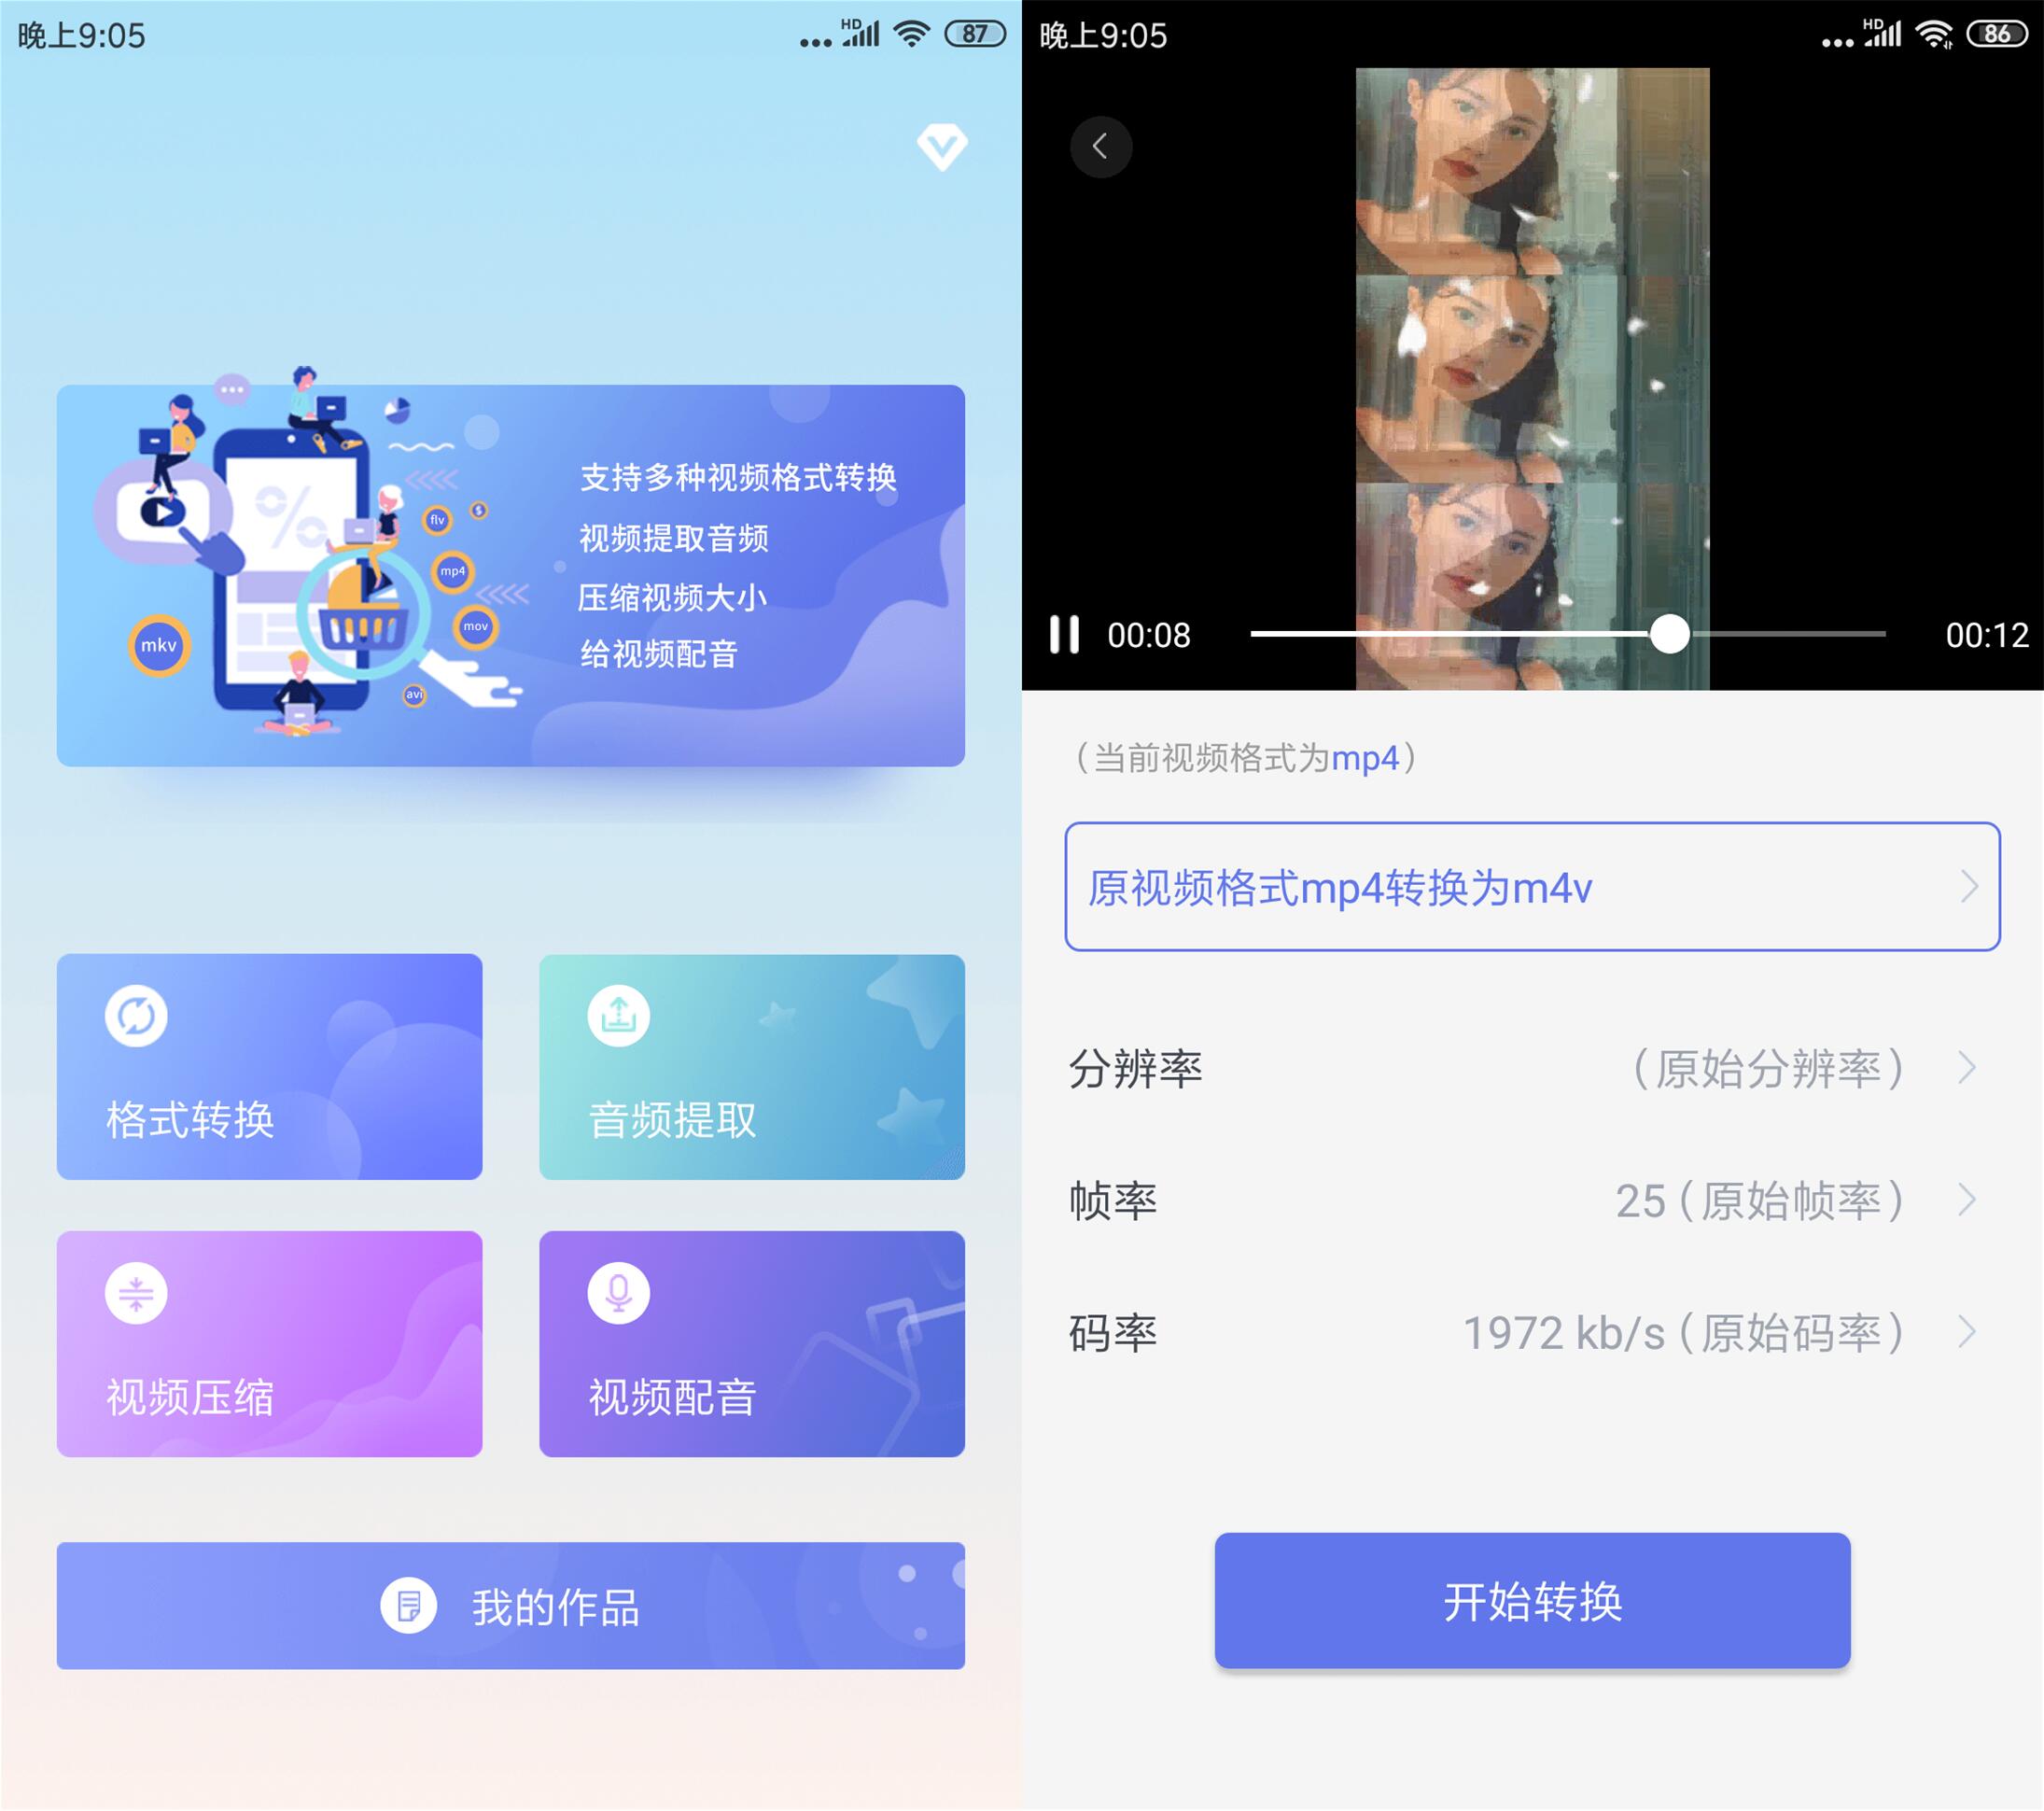 晚上9:05
HD
87
支持多种视频格式转换
视频提取音频
压缩视频大小
给视频配音
flv
$
mp4
mov
mkv
avi
格式转换
音频提取
视频压缩
视频配音
我的作品
晚上9:05
HD
86
00:08
00:12
(当前视频格式为mp4)
原视频格式mp4转换为m4v
分辨率
(原始分辨率)
帧率
25 (原始帧率)
码率
1972 kb/s (原始码率)
开始转换